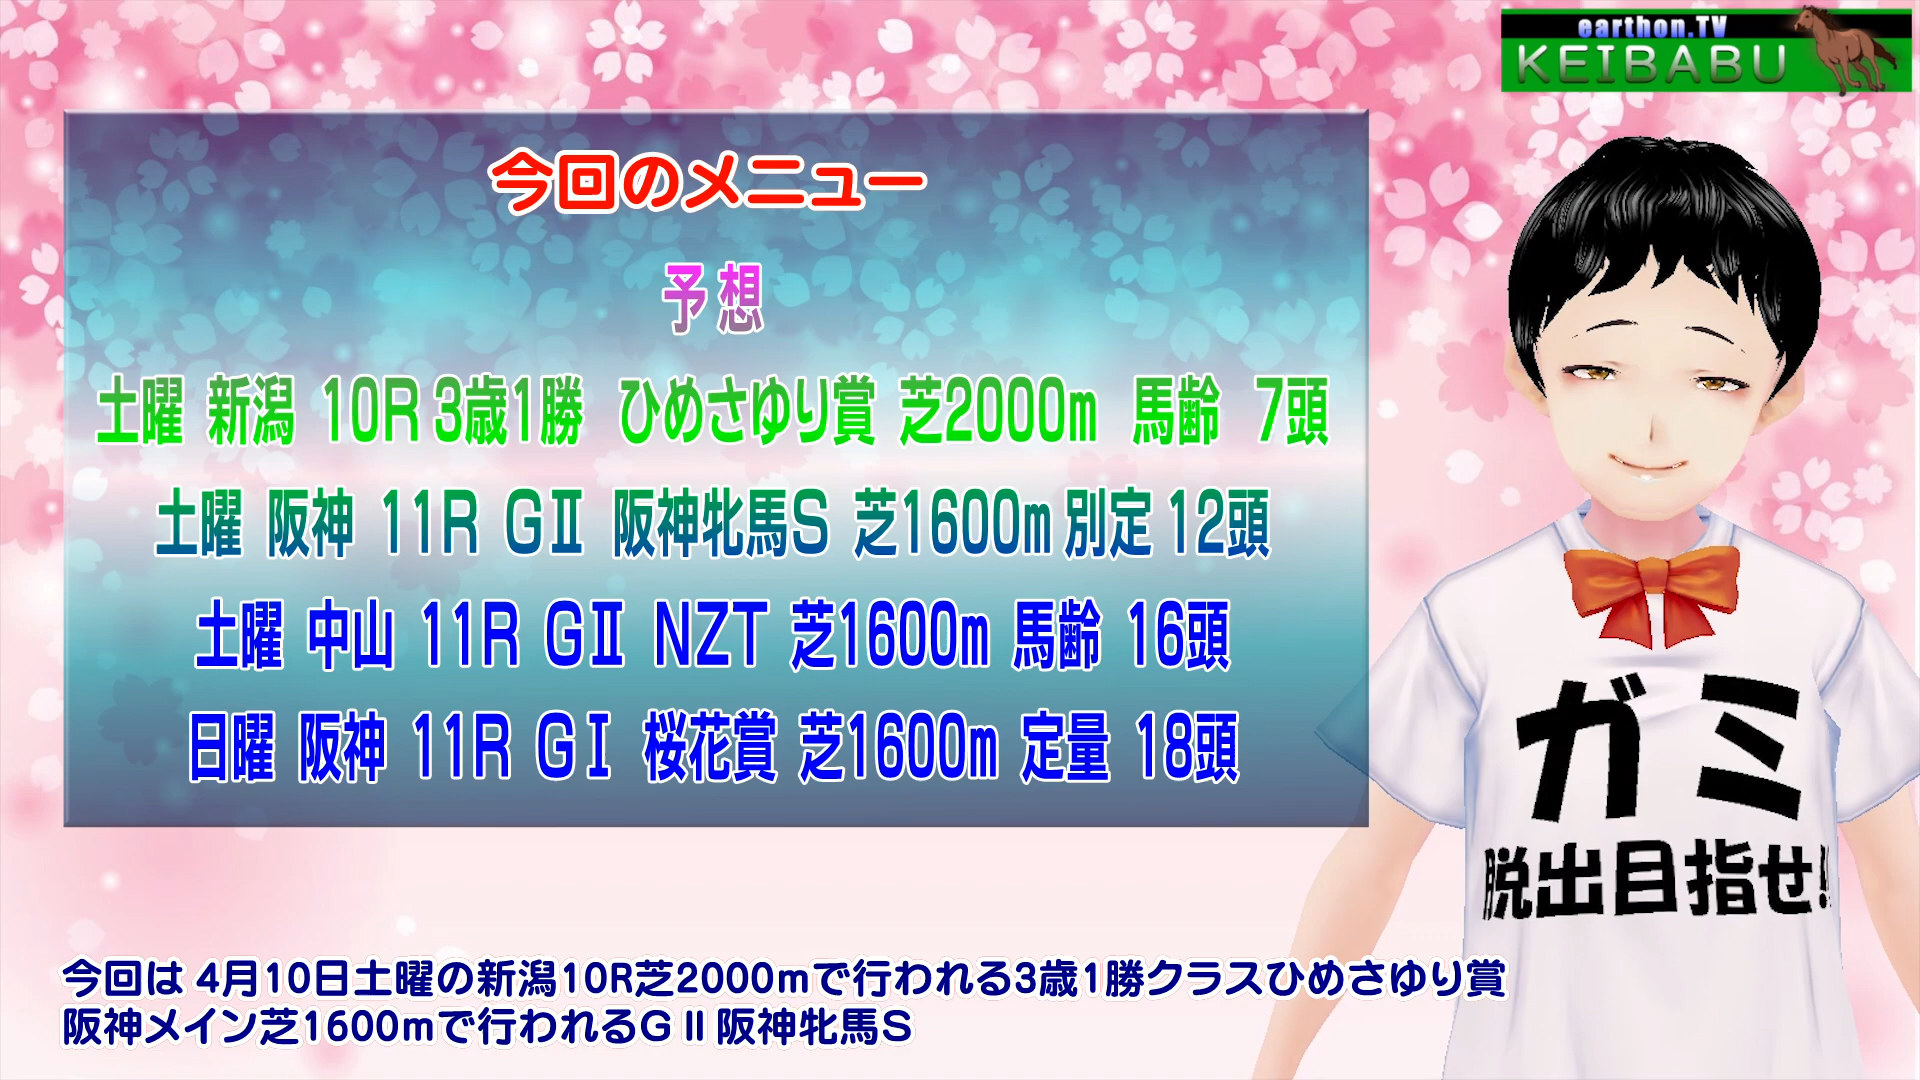 earthon.TV
KEIBABU
今回のメニュー
予想
土曜 新潟 10R 3歳1勝 ひめさゆり賞 芝2000m 馬齢 7頭
土曜 阪神 11R GⅡ 阪神牝馬S 芝1600m 別定 12頭
土曜 中山 11R GⅡ NZT 芝1600m 馬齢 16頭
日曜 阪神 11R GⅠ 桜花賞 芝1600m 定量 18頭
ガミ
脱出目指せ!!
今回は 4月10日土曜の新潟10R芝2000mで行われる3歳1勝クラスひめさゆり賞
阪神メイン芝1600mで行われるGⅡ阪神牝馬S